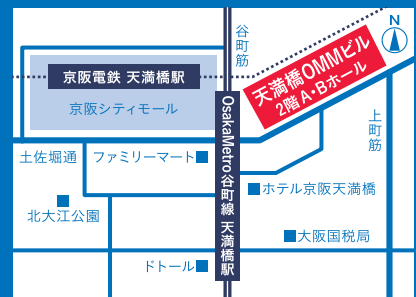 N
谷町筋
天満橋OMMビル
2階 A・Bホール
京阪電鉄 天満橋駅
京阪シティモール
OsakaMetro谷町線 天満橋駅
上町筋
土佐堀通
ファミリーマート
ホテル京阪天満橋
北大江公園
大阪国税局
ドトール